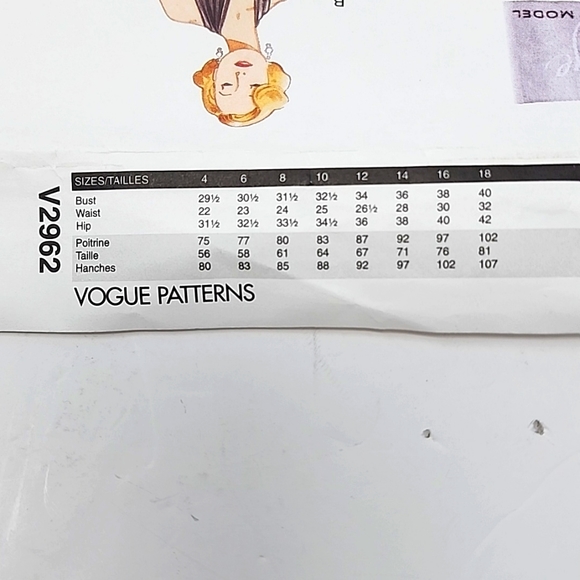 B
MODEL
V2962
SIZES/TAILLES 4 6 8 10 12 14 16 18
Bust 29½ 30½ 31½ 32½ 34 36 38 40
Waist 22 23 24 25 26½ 28 30 32
Hip 31½ 32½ 33½ 34½ 36 38 40 42
Poitrine 75 77 80 83 87 92 97 102
Taille 56 58 61 64 67 71 76 81
Hanches 80 83 85 88 92 97 102 107
VOGUE PATTERNS